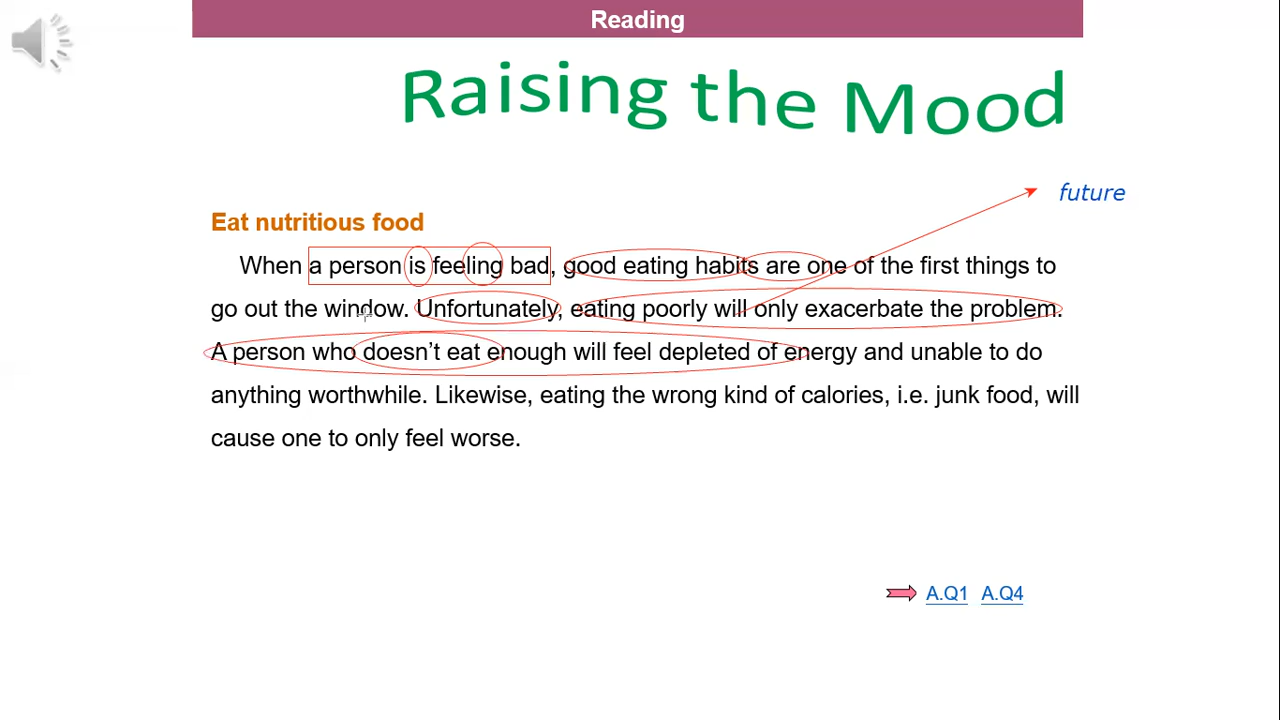 Reading
Raising the Mood
future
Eat nutritious food
When a person is feeling bad, good eating habits are one of the first things to
go out the window. Unfortunately, eating poorly will only exacerbate the problem.
A person who doesn’t eat enough will feel depleted of energy and unable to do
anything worthwhile. Likewise, eating the wrong kind of calories, i.e. junk food, will
cause one to only feel worse.
A.Q1 A.Q4